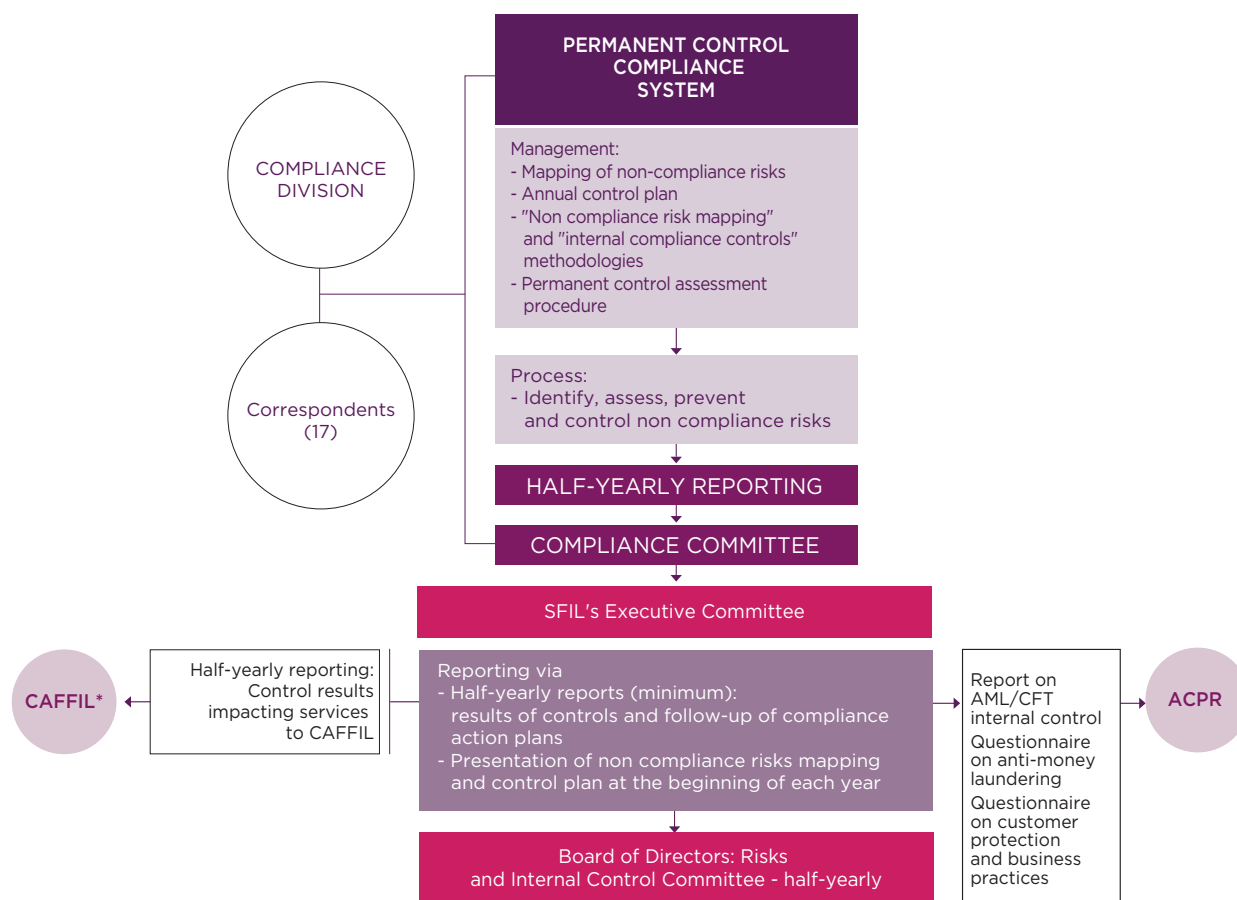 PERMANENT CONTROL
COMPLIANCE
SYSTEM
COMPLIANCE
DIVISION
Management:
- Mapping of non-compliance risks
- Annual control plan
- "Non compliance risk mapping"
and "internal compliance controls"
methodologies
- Permanent control assessment
procedure
Correspondents
(17)
Process:
- Identify, assess, prevent
and control non compliance risks
HALF-YEARLY REPORTING
COMPLIANCE COMMITTEE
SFIL's Executive Committee
CAFFIL*
Half-yearly reporting:
Control results
impacting services
to CAFFIL
Reporting via
- Half-yearly reports (minimum):
results of controls and follow-up of compliance
action plans
- Presentation of non compliance risks mapping
and control plan at the beginning of each year
Report on
AML/CFT
internal control
Questionnaire
on anti-money
laundering
Questionnaire
on customer
protection
and business
practices
ACPR
Board of Directors: Risks
and Internal Control Committee - half-yearly